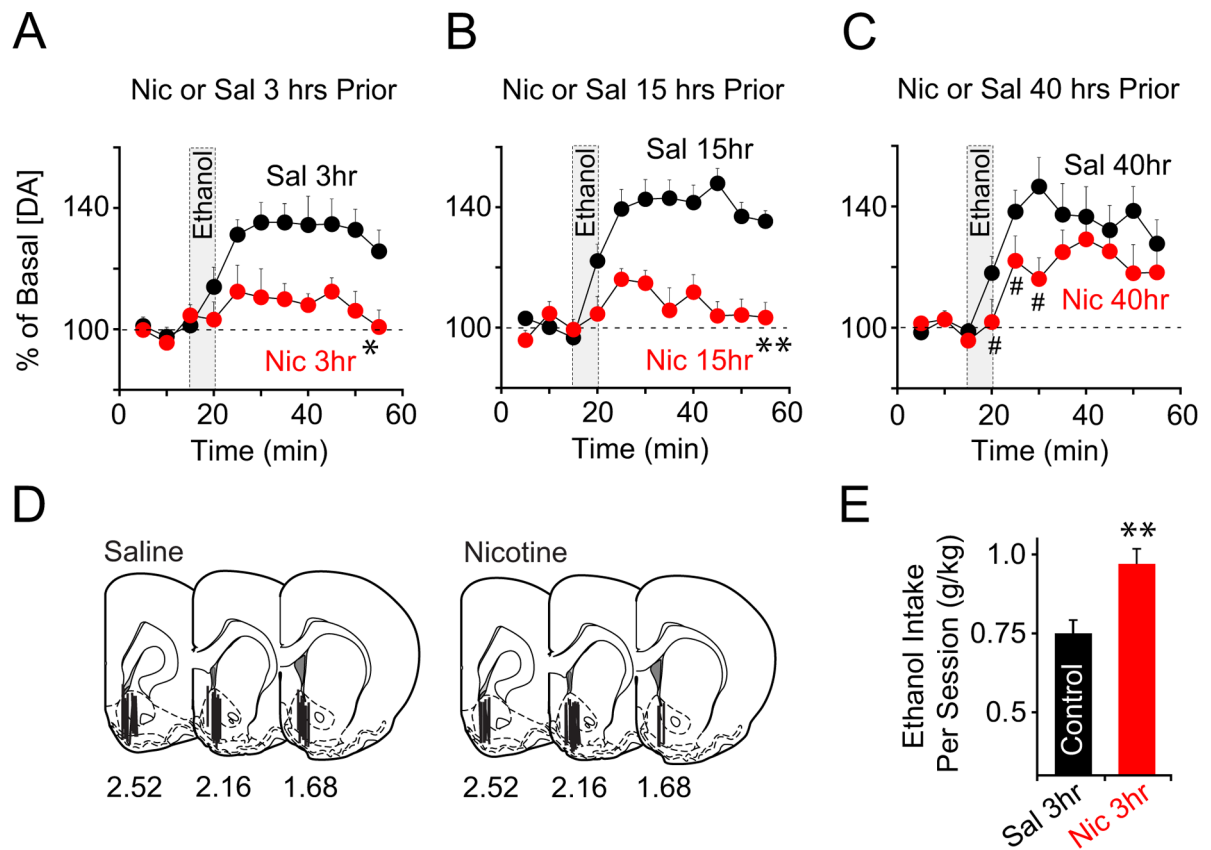 A
B
C
Nic or Sal 3 hrs Prior
Nic or Sal 15 hrs Prior
Nic or Sal 40 hrs Prior
% of Basal [DA]
140
100
Ethanol
Sal 3hr
Nic 3hr
*
0
20
40
60
Time (min)
140
100
Ethanol
Sal 15hr
Nic 15hr
**
0
20
40
60
Time (min)
140
100
Ethanol
Sal 40hr
Nic 40hr
#
#
#
0
20
40
60
Time (min)
D
Saline
2.52
2.16
1.68
Nicotine
2.52
2.16
1.68
E
Ethanol Intake
Per Session (g/kg)
1.0
0.75
0.5
**
Control
Sal 3hr
Nic 3hr